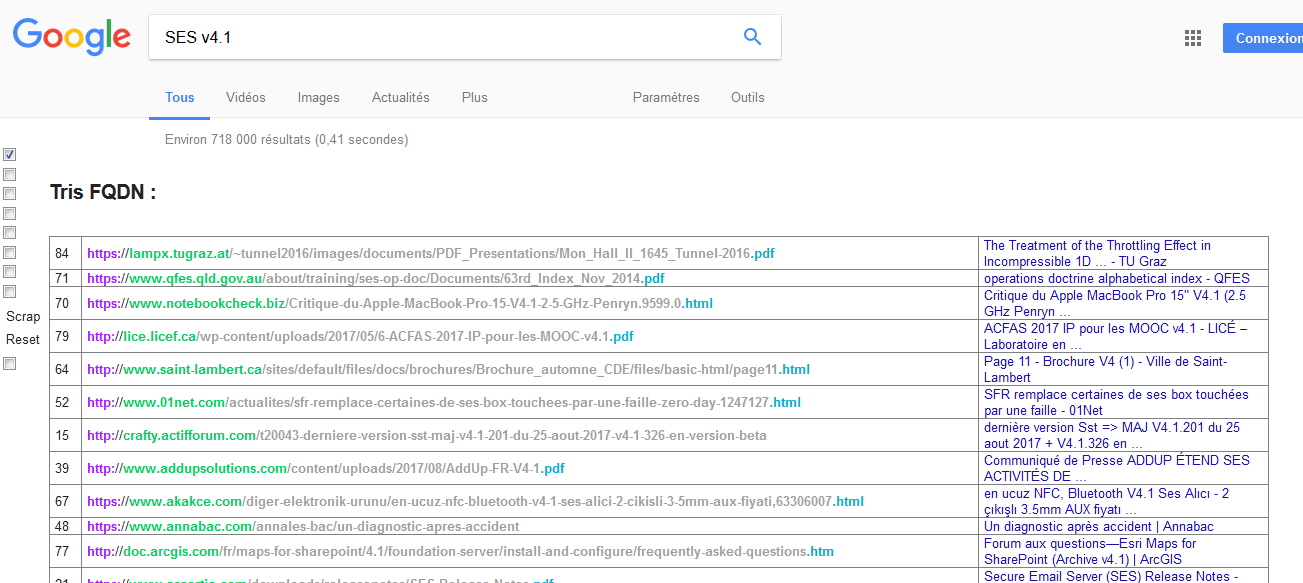 Google
SES v4.1
Connexion
Tous Vidéos Images Actualités Plus Paramètres Outils
Environ 718 000 résultats (0,41 secondes)
Tris FQDN :
84 https://lampx.tugraz.at/~tunnel2016/images/documents/PDF_Presentations/Mon_Hall_II_1645_Tunnel-2016.pdf The Treatment of the Throttling Effect in
Incompressible 1D ... - TU Graz
71 https://www.qfes.qld.gov.au/about/training/ses-op-doc/Documents/63rd_Index_Nov_2014.pdf operations doctrine alphabetical index - QFES
70 https://www.notebookcheck.biz/Critique-du-Apple-MacBook-Pro-15-V4-1-2-5-GHz-Penryn.9599.0.html Critique du Apple MacBook Pro 15" V4.1 (2.5
GHz Penryn ...
79 http://lice.licef.ca/wp-content/uploads/2017/05/6-ACFAS-2017-IP-pour-les-MOOC-v4.1.pdf ACFAS 2017 IP pour les MOOC v4.1 - LICÉ –
Laboratoire en ...
64 http://www.saint-lambert.ca/sites/default/files/docs/brochures/Brochure_automne_CDE/files/basic-html/page11.html Page 11 - Brochure V4 (1) - Ville de Saint-
Lambert
52 http://www.01net.com/actualites/sfr-remplace-certaines-de-ses-box-touchees-par-une-faille-zero-day-1247127.html SFR remplace certaines de ses box touchées
par une faille - 01Net
15 http://crafty.actifforum.com/t20043-derniere-version-sst-maj-v4-1-201-du-25-aout-2017-v4-1-326-en-version-beta dernière version Sst => MAJ V4.1.201 du 25
aout 2017 + V4.1.326 en ...
39 http://www.addupsolutions.com/content/uploads/2017/08/AddUp-FR-V4-1.pdf Communiqué de Presse ADDUP ÉTEND SES
ACTIVITÉS DE ...
67 https://www.akakce.com/diger-elektronik-urunu/en-ucuz-nfc-bluetooth-v4-1-ses-alici-2-cikisli-3-5mm-aux-fiyati,63306007.html en ucuz NFC, Bluetooth V4.1 Ses Alıcı - 2
çıkışlı 3.5mm AUX fiyatı ...
48 https://www.annabac.com/annales-bac/un-diagnostic-apres-accident Un diagnostic après accident | Annabac
77 http://doc.arcgis.com/fr/maps-for-sharepoint/4.1/foundation-server/install-and-configure/frequently-asked-questions.htm Forum aux questions—Esri Maps for
SharePoint (Archive v4.1) | ArcGIS
Secure Email Server (SES) Release Notes -
Scrap
Reset